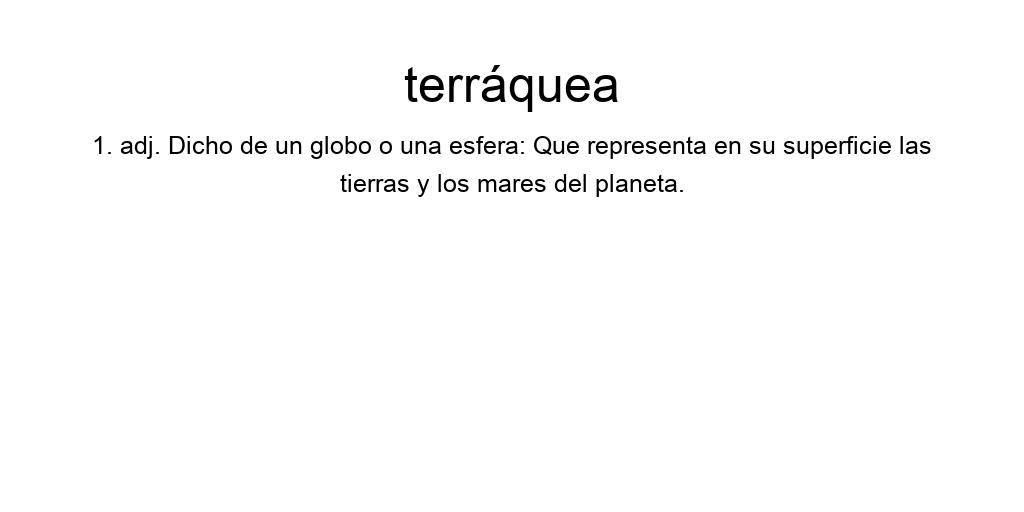 terráquea
1. adj. Dicho de un globo o una esfera: Que representa en su superficie las
tierras y los mares del planeta.